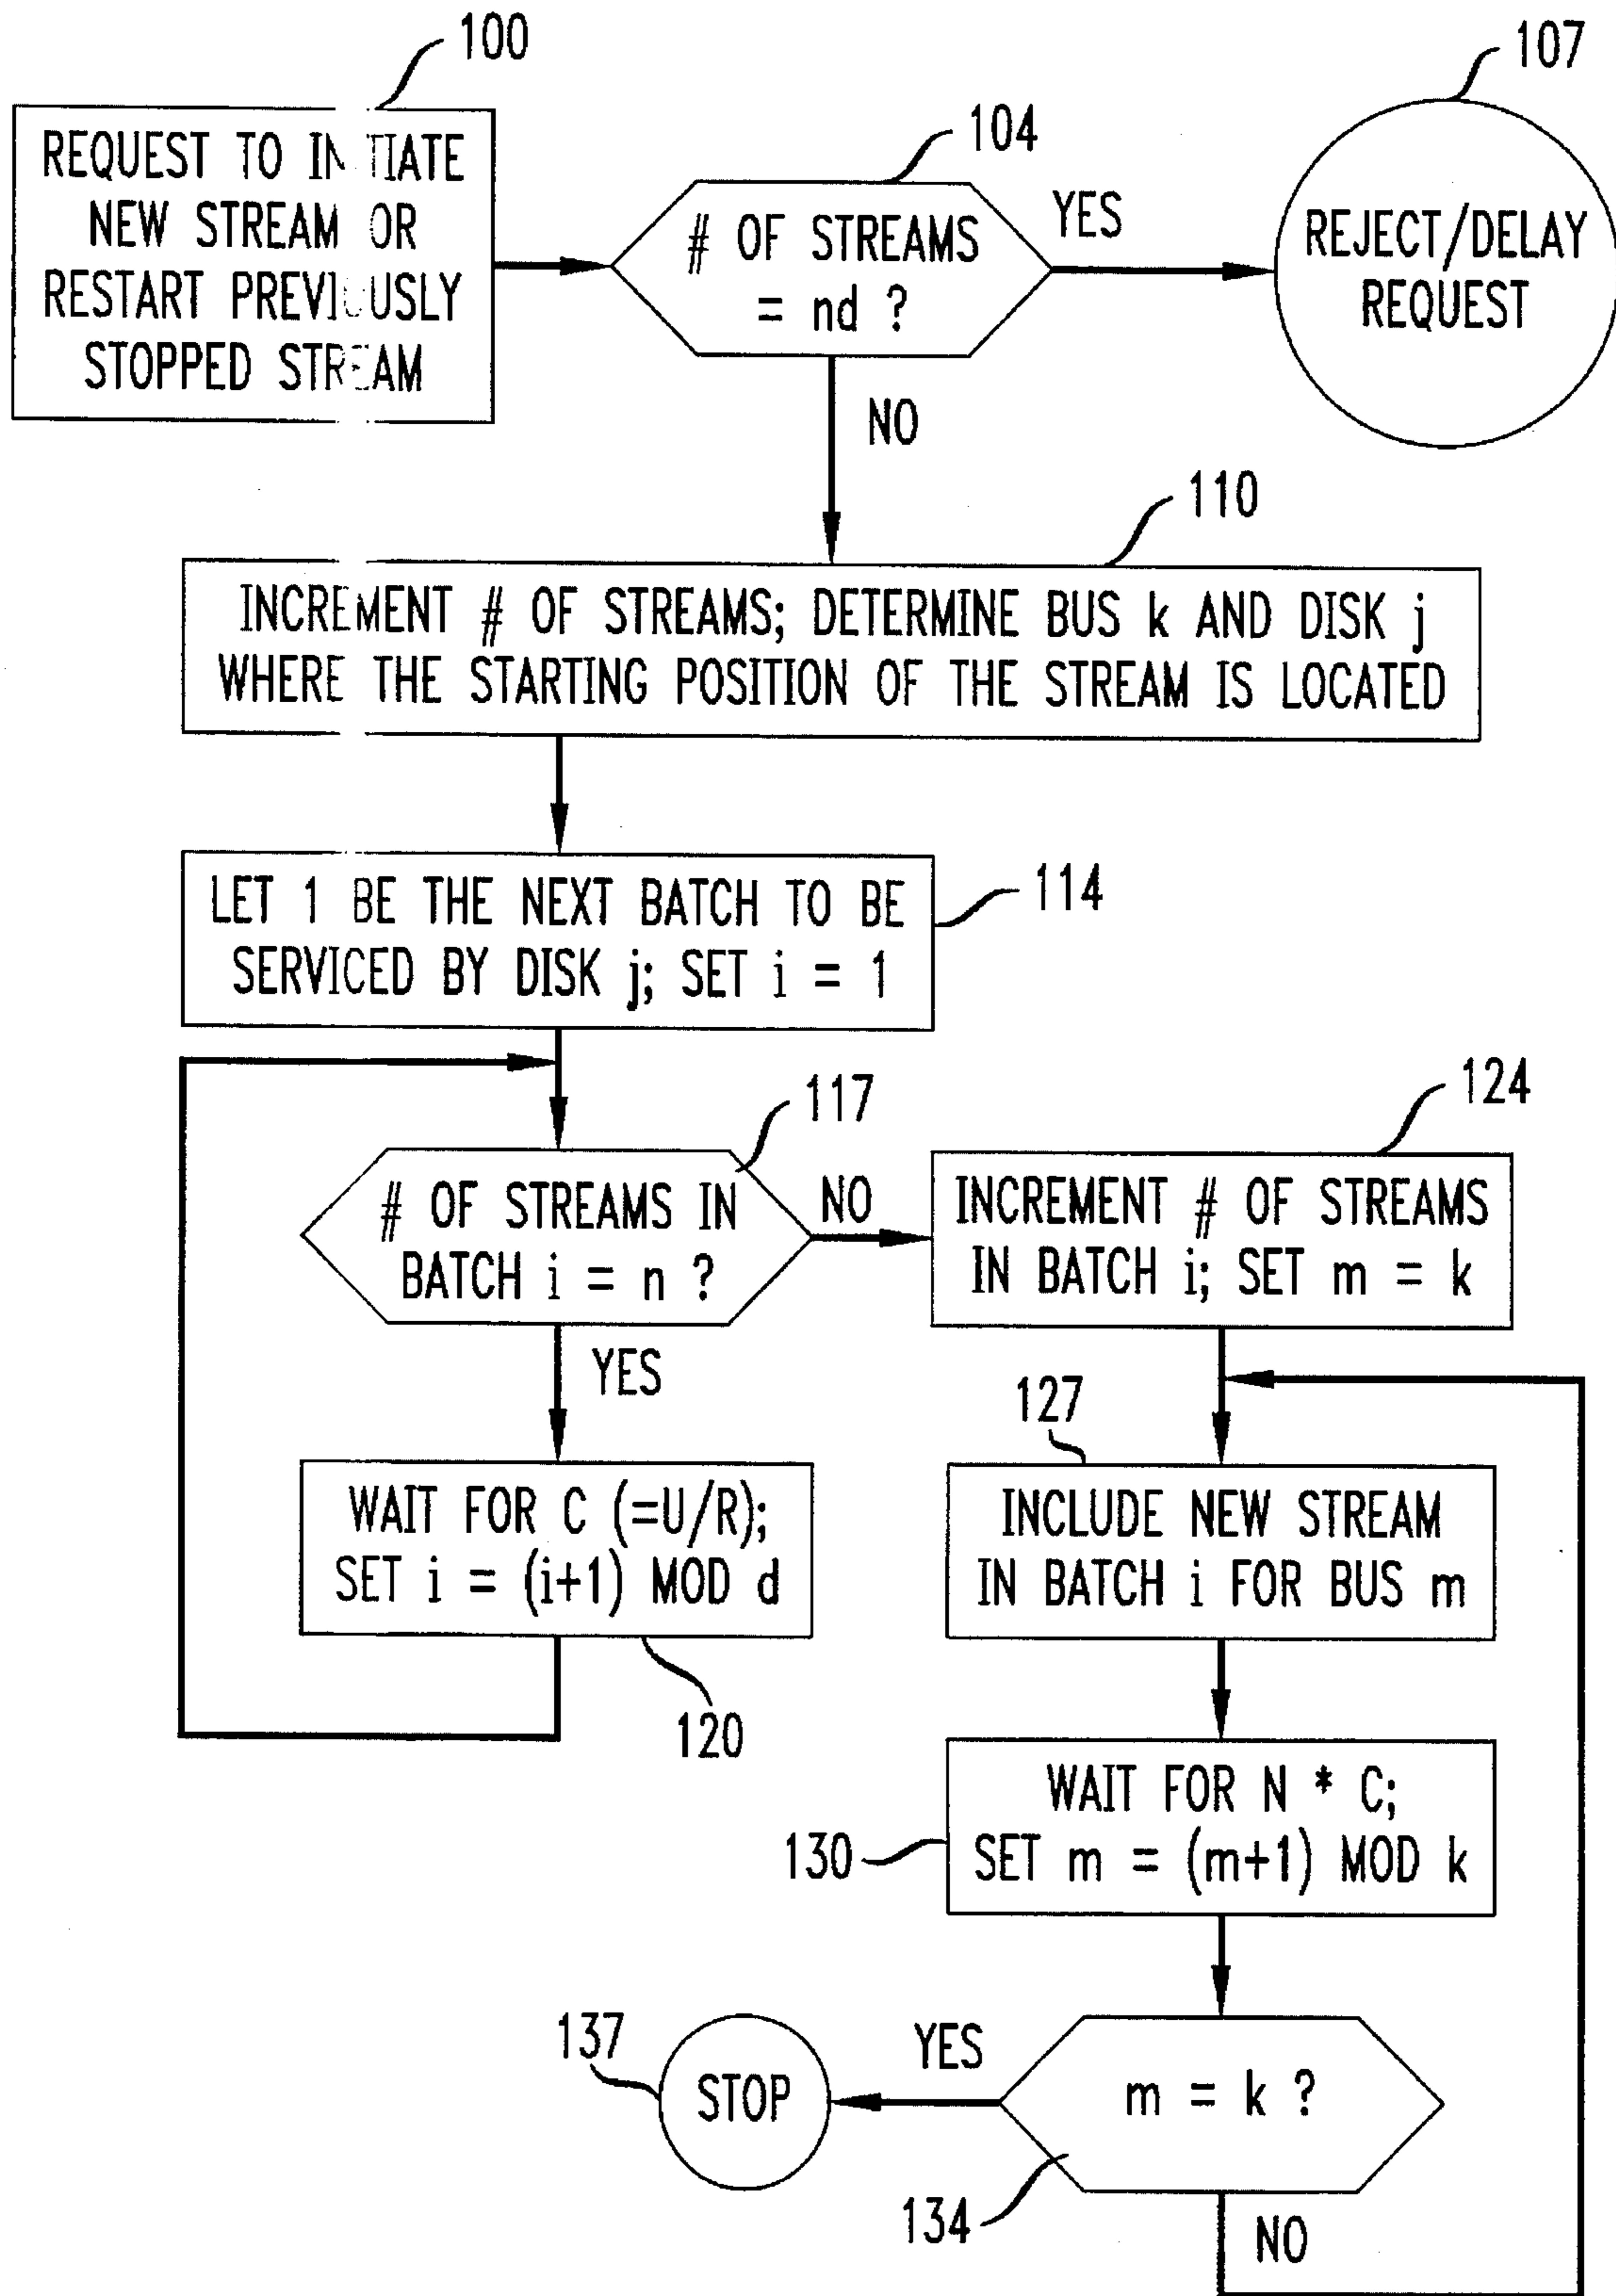 100
REQUEST TO INITIATE
NEW STREAM OR
RESTART PREVIOUSLY
STOPPED STREAM
104
# OF STREAMS
= nd ?
YES
NO
107
REJECT/DELAY
REQUEST
110
INCREMENT # OF STREAMS; DETERMINE BUS k AND DISK j
WHERE THE STARTING POSITION OF THE STREAM IS LOCATED
114
LET 1 BE THE NEXT BATCH TO BE
SERVICED BY DISK j; SET i = 1
117
# OF STREAMS IN
BATCH i = n ?
NO
YES
WAIT FOR C (=U/R);
SET i = (i+1) MOD d
120
124
INCREMENT # OF STREAMS
IN BATCH i; SET m = k
127
INCLUDE NEW STREAM
IN BATCH i FOR BUS m
130
WAIT FOR N * C;
SET m = (m+1) MOD k
134
m = k ?
YES
NO
137
STOP